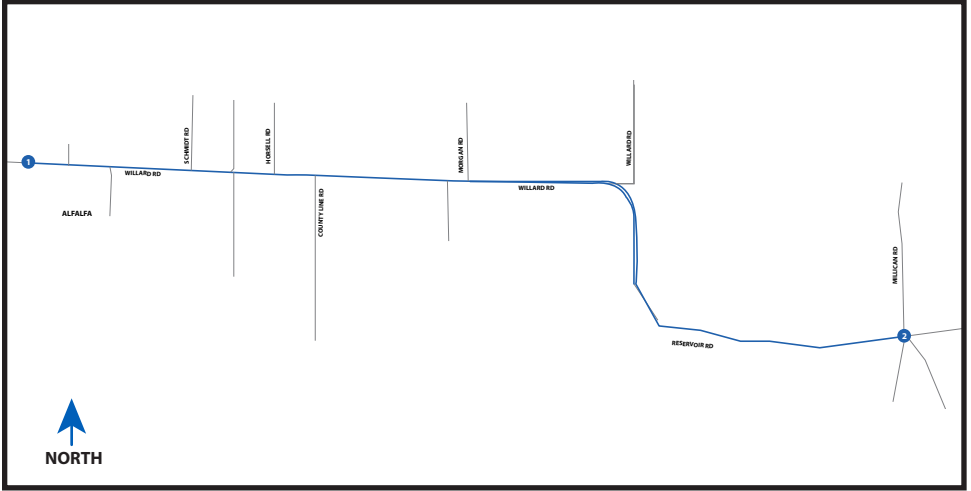 SCHMIDT RD
HORSELL RD
MORGAN RD
WILLARD RD
1
WILLARD RD
WILLARD RD
COUNTY LINE RD
ALFALFA
MILLICAN RD
2
RESERVOIR RD
NORTH